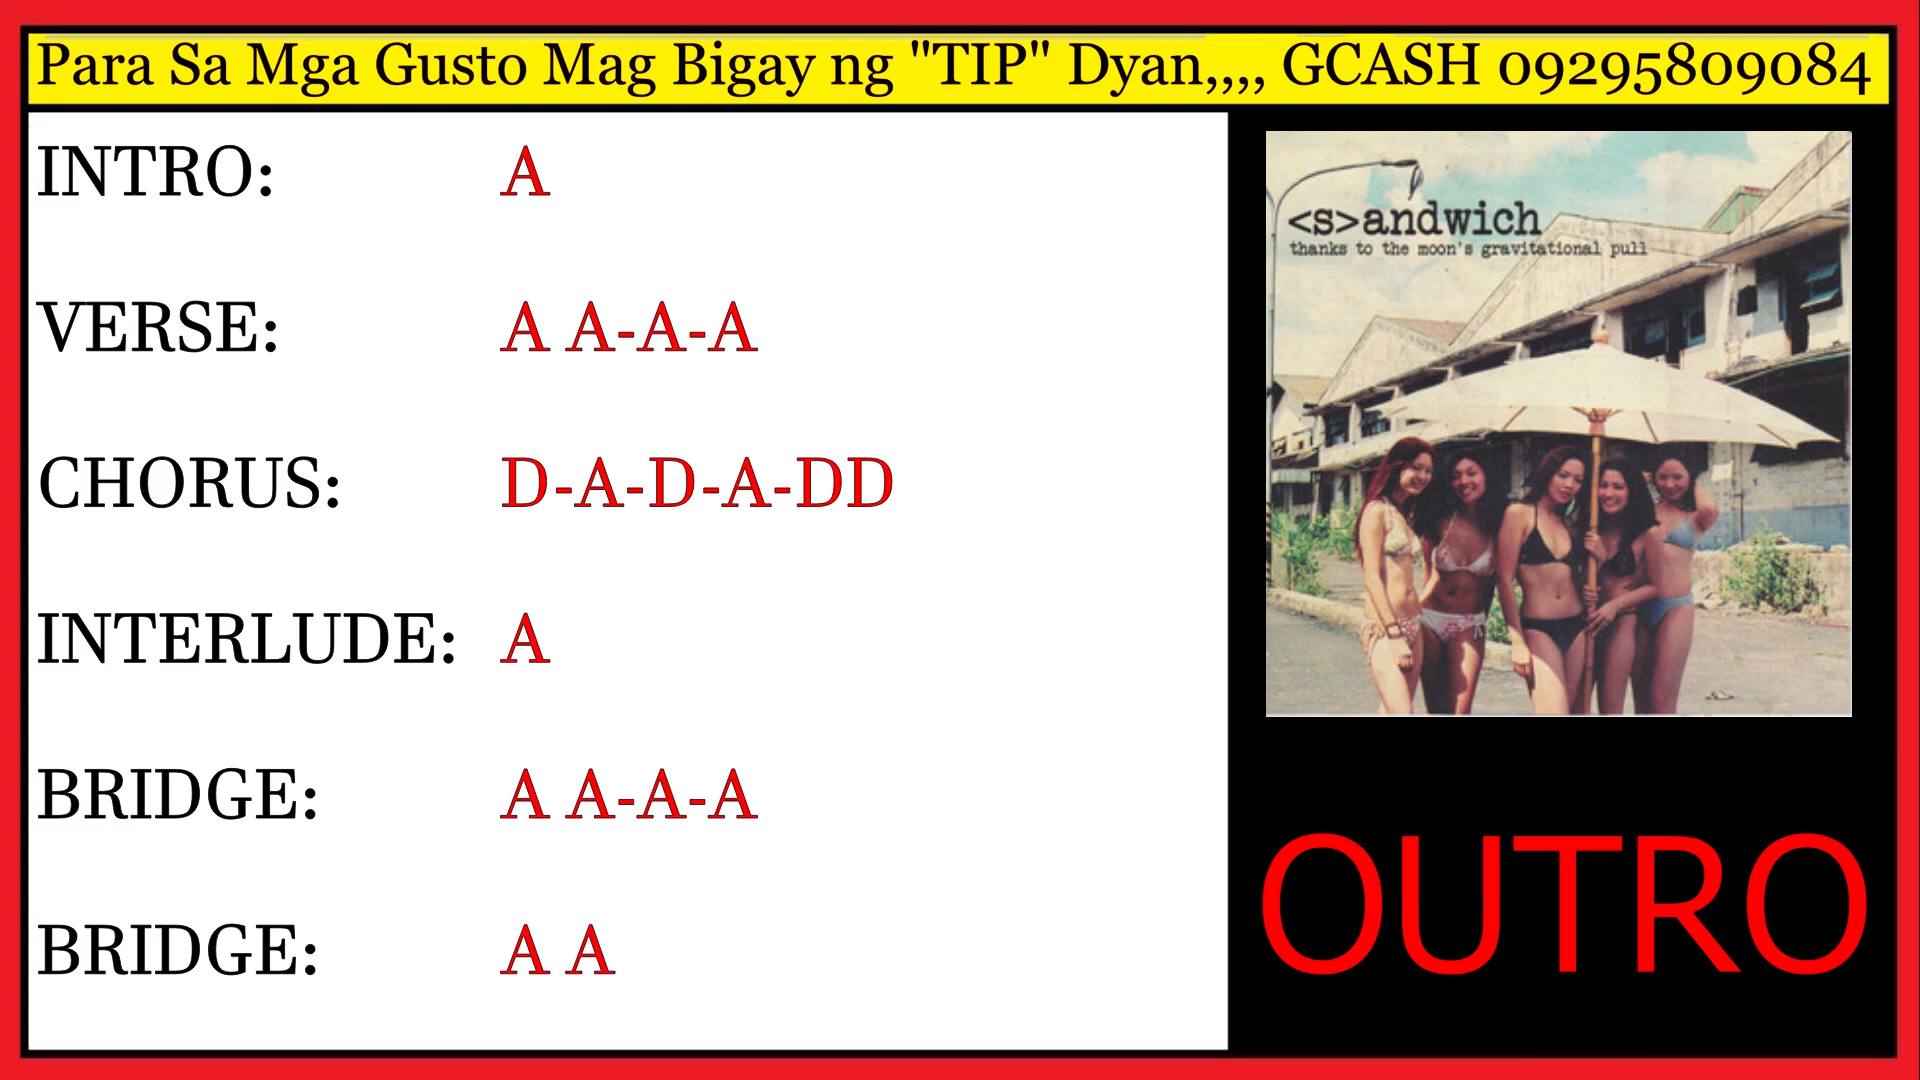 Para Sa Mga Gusto Mag Bigay ng "TIP" Dyan,,,, GCASH 09295809084
INTRO: A
VERSE: A A-A-A
CHORUS: D-A-D-A-DD
INTERLUDE: A
BRIDGE: A A-A-A
BRIDGE: A A
<s>andwich
thanks to the moon's gravitational pull
OUTRO